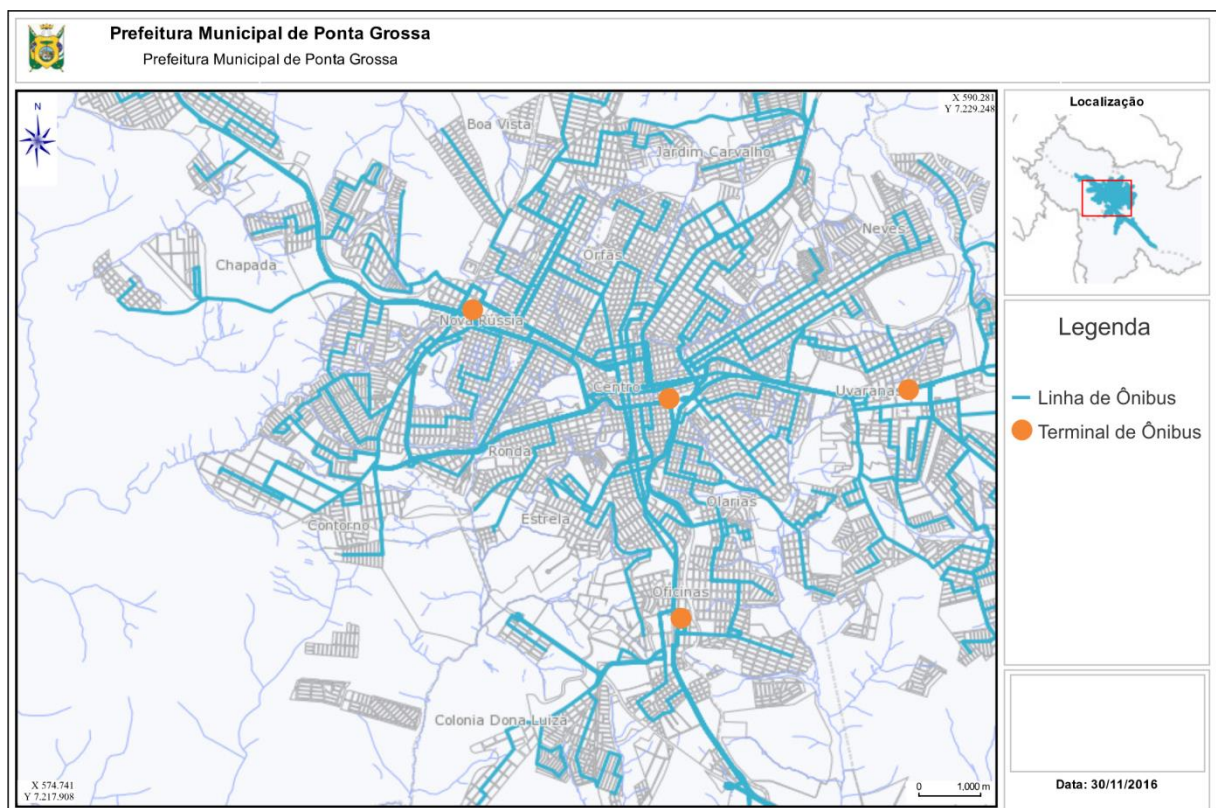 Prefeitura Municipal de Ponta Grossa
Prefeitura Municipal de Ponta Grossa
N
X 590.281
Y 7.229.248
Boa Vista
Jardim Carvalho
Neves
Orfãs
Chapada
Nova Rússia
Centro
Uvarana
Ronda
Olarias
Estrela
Contorno
Oficinas
Colonia Dona Luiza
X 574.741
Y 7.217.908
0 1,000 m
Localização
Legenda
Linha de Ônibus
Terminal de Ônibus
Data: 30/11/2016